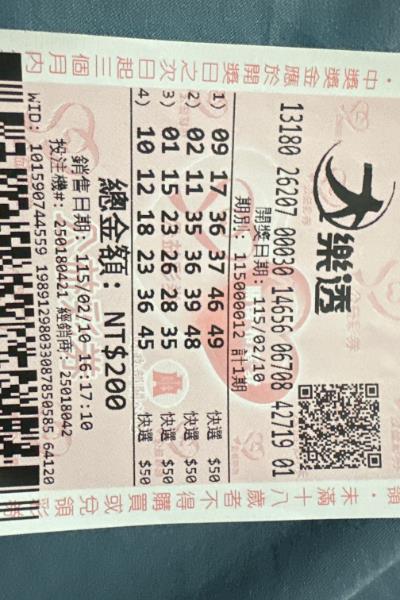 ・中獎獎金應於開獎日之次日起三個月內
大樂透
13180 26207 00030 14656 06708 42719 01
開獎日期: 115/02/10
期別: 115000012 計1期
1) 09 17 36 37 46 49 快選 $50
2) 02 11 35 36 39 48 快選 $50
3) 01 15 23 26 28 35 快選 $50
4) 10 12 18 23 36 45 快選 $50
總金額: NT$200
銷售日期: 115/02/10 16:17:10
投注機#: 250180421 經銷商: 25018042
WID: 101590744559 19891298033087850585 64120
領・未滿十八歲者不得購買或兌領彩